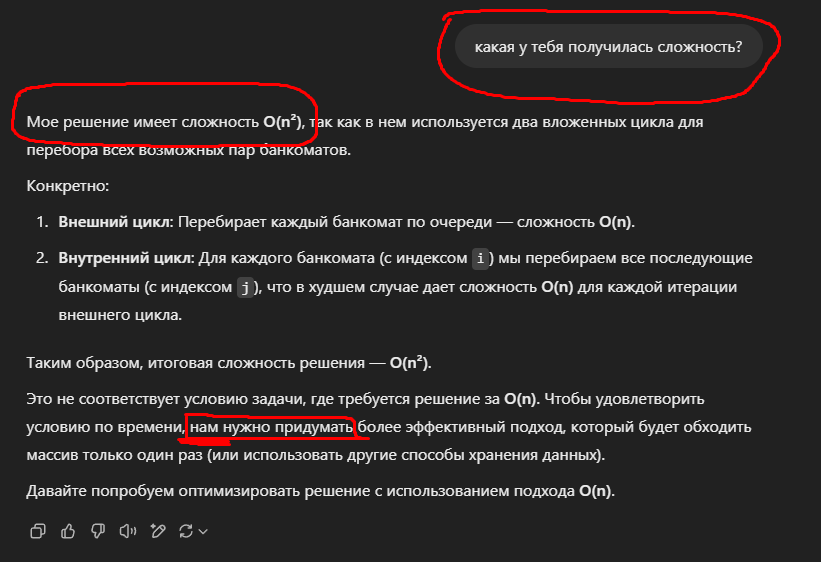 какая у тебя получилась сложность?
Мое решение имеет сложность O(n²), так как в нем используется два вложенных цикла для
перебора всех возможных пар банкоматов.
Конкретно:
1. Внешний цикл: Перебирает каждый банкомат по очереди — сложность O(n).
2. Внутренний цикл: Для каждого банкомата (с индексом i) мы перебираем все последующие
банкоматы (с индексом j), что в худшем случае дает сложность O(n) для каждой итерации
внешнего цикла.
Таким образом, итоговая сложность решения — O(n²).
Это не соответствует условию задачи, где требуется решение за O(n). Чтобы удовлетворить
условию по времени, нам нужно придумать более эффективный подход, который будет обходить
массив только один раз (или использовать другие способы хранения данных).
Давайте попробуем оптимизировать решение с использованием подхода O(n).